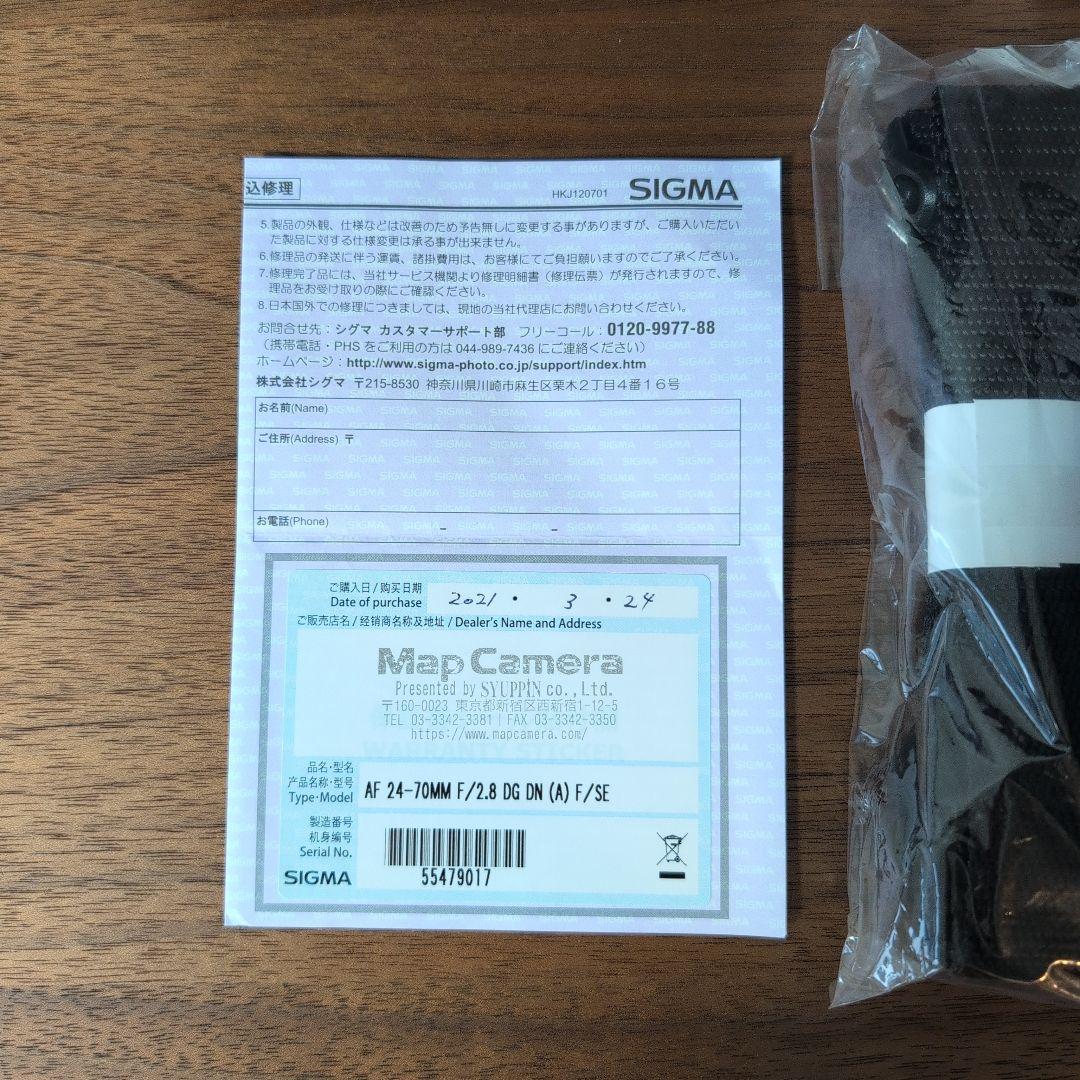 込修理
HKJ120701
SIGMA
5.製品の外観、仕様などは改善のため予告無しに変更する事がありますが、ご購入いただい
た製品に対する仕様変更は承る事が出来ません。
6.修理品の発送に伴う運賃、諸掛費用は、お客様にてご負担願いますのでご了承ください。
7.修理完了品には、当社サービス機関より修理明細書（修理伝票）が発行されますので、修
理品をお受け取りの際にご確認ください。
8.日本国外での修理につきましては、現地の当社代理店にお問い合わせください。
お問合せ先：シグマ カスタマーサポート部 フリーコール：0120-9977-88
（携帯電話・PHS をご利用の方は 044-989-7436 にご連絡ください）
ホームページ：http://www.sigma-photo.co.jp/support/index.htm
株式会社シグマ 〒215-8530 神奈川県川崎市麻生区栗木２丁目４番１６号
お名前(Name)
ご住所(Address) 〒
お電話(Phone) - -
ご購入日 / 购买日期
Date of purchase 2021 ・ 3 ・ 24
ご販売店名 / 经销商名称及地址 / Dealer's Name and Address
Map Camera
Presented by SYUPPIN co.,Ltd.
〒160-0023 東京都新宿区西新宿1-12-5
TEL 03-3342-3381 | FAX 03-3342-3350
https://www.mapcamera.com/
WARRANTY STICKER
品名・型名
产品名称・型号
Type・Model AF 24-70MM F/2.8 DG DN (A) F/SE
製造番号
机身编号
Serial No.
55479017
SIGMA